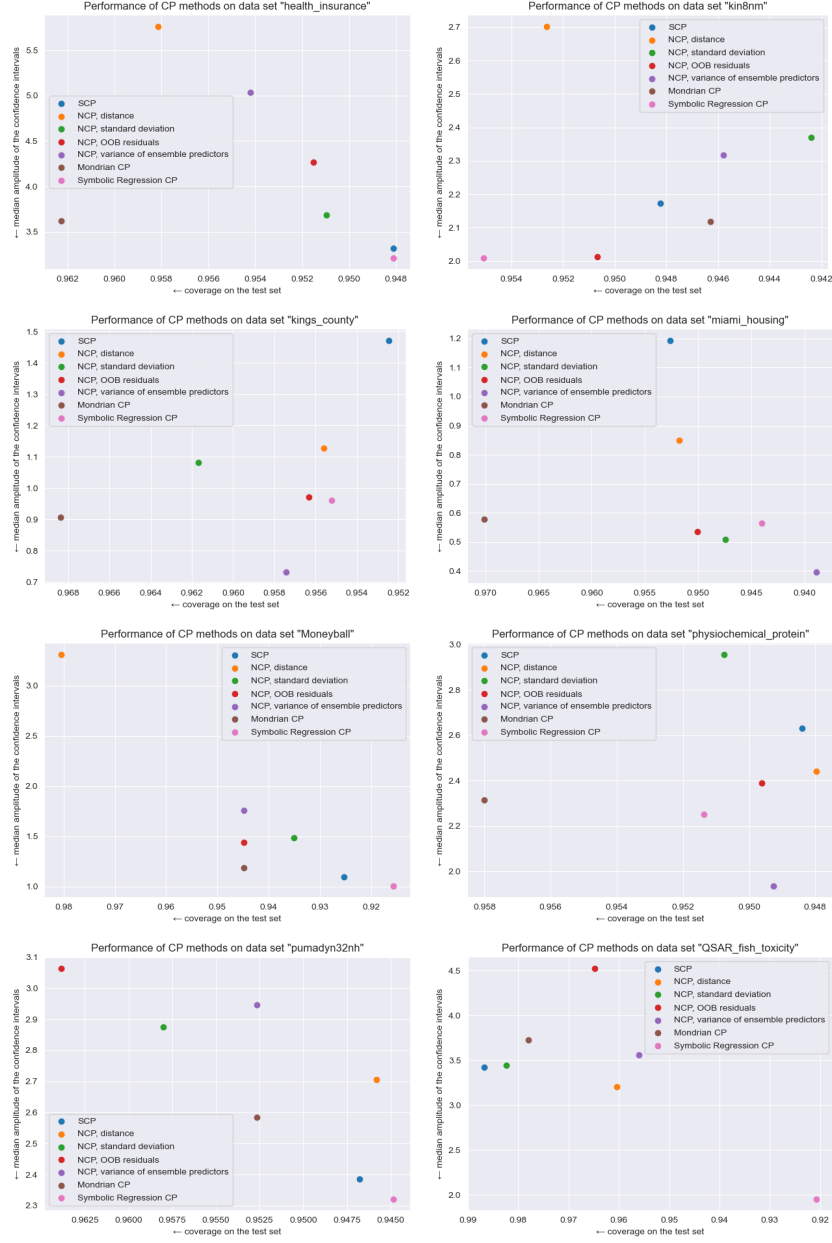 Performance of CP methods on data set "health_insurance"
← median amplitude of the confidence intervals
5.5
5.0
4.5
4.0
3.5
SCP
NCP, distance
NCP, standard deviation
NCP, OOB residuals
NCP, variance of ensemble predictors
Mondrian CP
Symbolic Regression CP
0.962 0.960 0.958 0.956 0.954 0.952 0.950 0.948
← coverage on the test set
Performance of CP methods on data set "kin8nm"
← median amplitude of the confidence intervals
2.7
2.6
2.5
2.4
2.3
2.2
2.1
2.0
SCP
NCP, distance
NCP, standard deviation
NCP, OOB residuals
NCP, variance of ensemble predictors
Mondrian CP
Symbolic Regression CP
0.954 0.952 0.950 0.948 0.946 0.944 0.942
← coverage on the test set
Performance of CP methods on data set "kings_county"
← median amplitude of the confidence intervals
1.5
1.4
1.3
1.2
1.1
1.0
0.9
0.8
0.7
SCP
NCP, distance
NCP, standard deviation
NCP, OOB residuals
NCP, variance of ensemble predictors
Mondrian CP
Symbolic Regression CP
0.968 0.966 0.964 0.962 0.960 0.958 0.956 0.954 0.952
← coverage on the test set
Performance of CP methods on data set "miami_housing"
← median amplitude of the confidence intervals
1.2
1.1
1.0
0.9
0.8
0.7
0.6
0.5
0.4
SCP
NCP, distance
NCP, standard deviation
NCP, OOB residuals
NCP, variance of ensemble predictors
Mondrian CP
Symbolic Regression CP
0.970 0.965 0.960 0.955 0.950 0.945 0.940
← coverage on the test set
Performance of CP methods on data set "Moneyball"
← median amplitude of the confidence intervals
3.0
2.5
2.0
1.5
1.0
SCP
NCP, distance
NCP, standard deviation
NCP, OOB residuals
NCP, variance of ensemble predictors
Mondrian CP
Symbolic Regression CP
0.98 0.97 0.96 0.95 0.94 0.93 0.92
← coverage on the test set
Performance of CP methods on data set "physiochemical_protein"
← median amplitude of the confidence intervals
3.0
2.8
2.6
2.4
2.2
2.0
SCP
NCP, distance
NCP, standard deviation
NCP, OOB residuals
NCP, variance of ensemble predictors
Mondrian CP
Symbolic Regression CP
0.958 0.956 0.954 0.952 0.950 0.948
← coverage on the test set
Performance of CP methods on data set "pumadyn32nh"
← median amplitude of the confidence intervals
3.1
3.0
2.9
2.8
2.7
2.6
2.5
2.4
2.3
SCP
NCP, distance
NCP, standard deviation
NCP, OOB residuals
NCP, variance of ensemble predictors
Mondrian CP
Symbolic Regression CP
0.9625 0.9600 0.9575 0.9550 0.9525 0.9500 0.9475 0.9450
← coverage on the test set
Performance of CP methods on data set "QSAR_fish_toxicity"
← median amplitude of the confidence intervals
4.5
4.0
3.5
3.0
2.5
2.0
SCP
NCP, distance
NCP, standard deviation
NCP, OOB residuals
NCP, variance of ensemble predictors
Mondrian CP
Symbolic Regression CP
0.99 0.98 0.97 0.96 0.95 0.94 0.93 0.92
← coverage on the test set